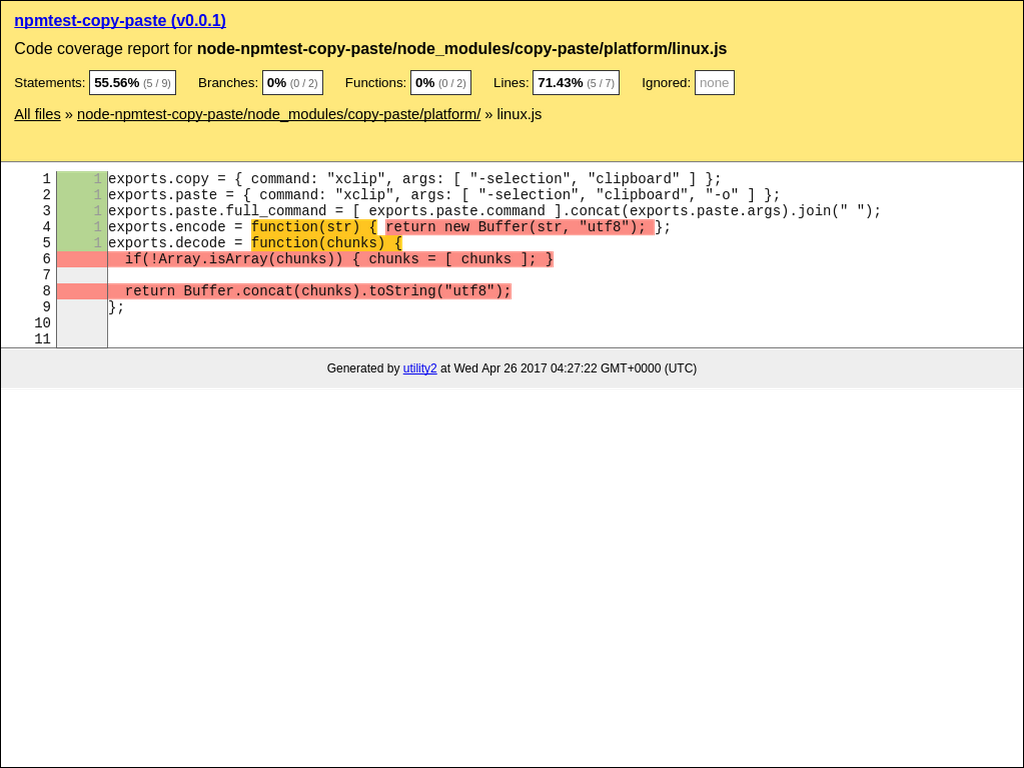 npmtest-copy-paste (v0.0.1)
Code coverage report for node-npmtest-copy-paste/node_modules/copy-paste/platform/linux.js
Statements: 55.56% (5 / 9) Branches: 0% (0 / 2) Functions: 0% (0 / 2) Lines: 71.43% (5 / 7) Ignored: none
All files » node-npmtest-copy-paste/node_modules/copy-paste/platform/ » linux.js
1 1 exports.copy = { command: "xclip", args: [ "-selection", "clipboard" ] };
2 1 exports.paste = { command: "xclip", args: [ "-selection", "clipboard", "-o" ] };
3 1 exports.paste.full_command = [ exports.paste.command ].concat(exports.paste.args).join(" ");
4 1 exports.encode = function(str) { return new Buffer(str, "utf8"); };
5 1 exports.decode = function(chunks) {
6 if(!Array.isArray(chunks)) { chunks = [ chunks ]; }
7
8 return Buffer.concat(chunks).toString("utf8");
9 };
10
11
Generated by utility2 at Wed Apr 26 2017 04:27:22 GMT+0000 (UTC)